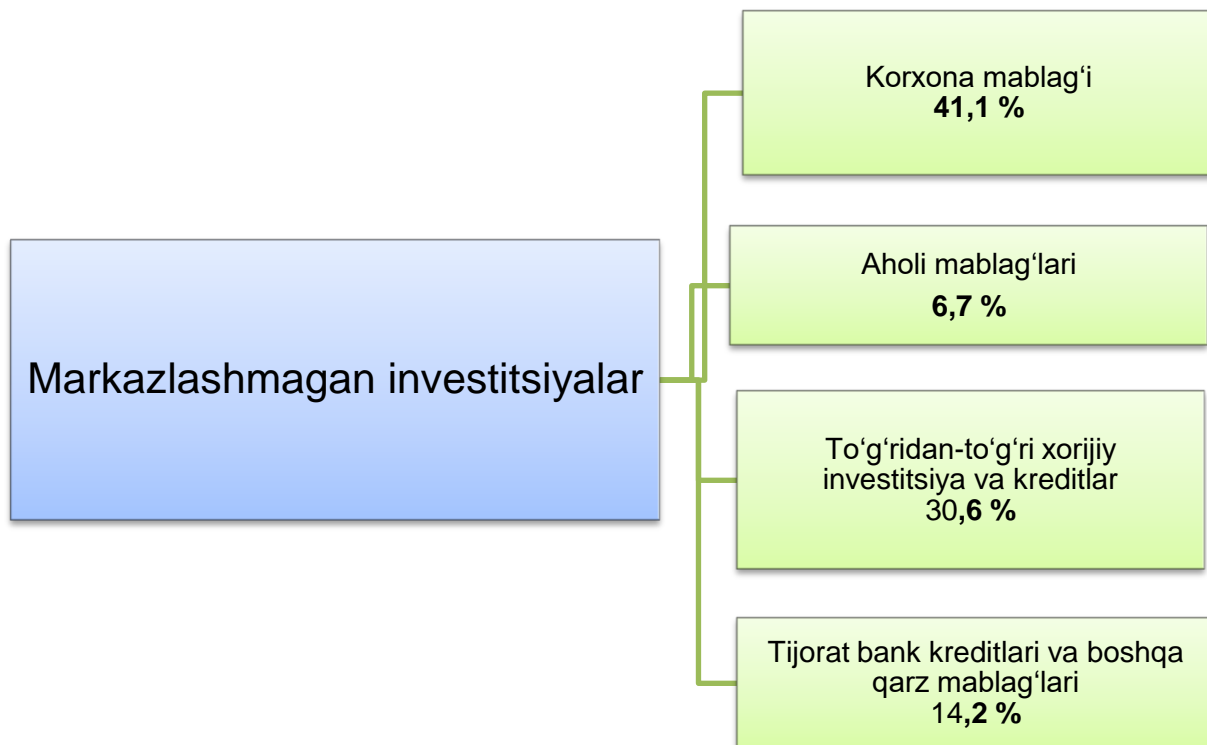 Markazlashmagan investitsiyalar
Korxona mablag‘i
41,1 %
Aholi mablag‘lari
6,7 %
To‘g‘ridan-to‘g‘ri xorijiy
investitsiya va kreditlar
30,6 %
Tijorat bank kreditlari va boshqa
qarz mablag‘lari
14,2 %